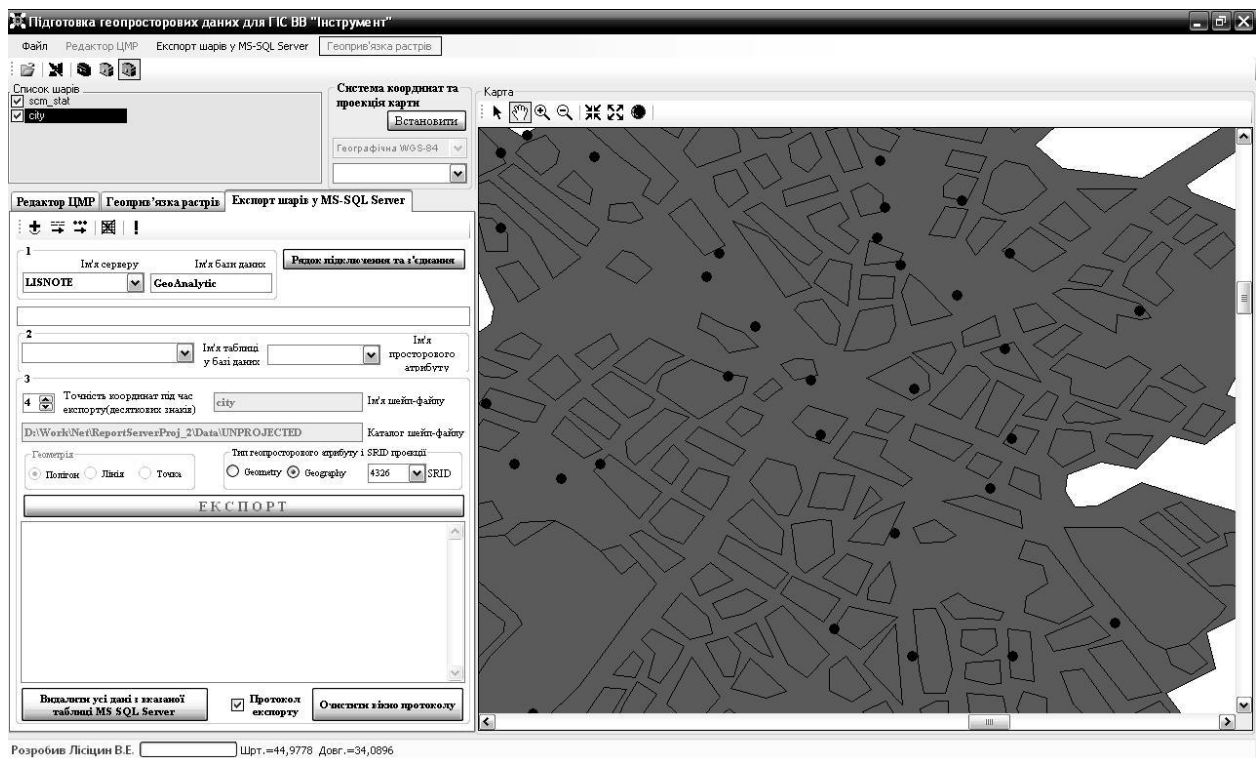 Підготовка геопросторових даних для ГІС ВВ "Інструмент"
Файл Редактор ЦМР Експорт шарів у MS-SQL Server Геоприв'язка растрів
Список шарів
scm_stat
city
Система координат та
проекція карти
Встановити
Географічна WGS-84
Карта
Редактор ЦМР Геоприв'язка растрів Експорт шарів у MS-SQL Server
1
Ім'я серверу Ім'я бази даних
LISNOTE GeoAnalytic
Рядок підключення та з'єднання
2
Ім'я таблиці
у базі даних
Ім'я
просторового
атрибуту
3
4 Точність координат під час
експорту(десяткових знаків)
city Ім'я шейп-файлу
D:\Work\Net\ReportServerProj_2\Data\UNPROJECTED Каталог шейп-файлу
Геометрія
Полігон Лінія Точка
Тип геопросторового атрибуту і SRID проекції
Geometry Geography 4326 SRID
ЕКСПОРТ
Видалити усі дані з вказаної
таблиці MS SQL Server
Протокол
експорту
Очистити вікно протоколу
Розробив Лісіцин В.Е. Шрт.=44,9778 Довг.=34,0896